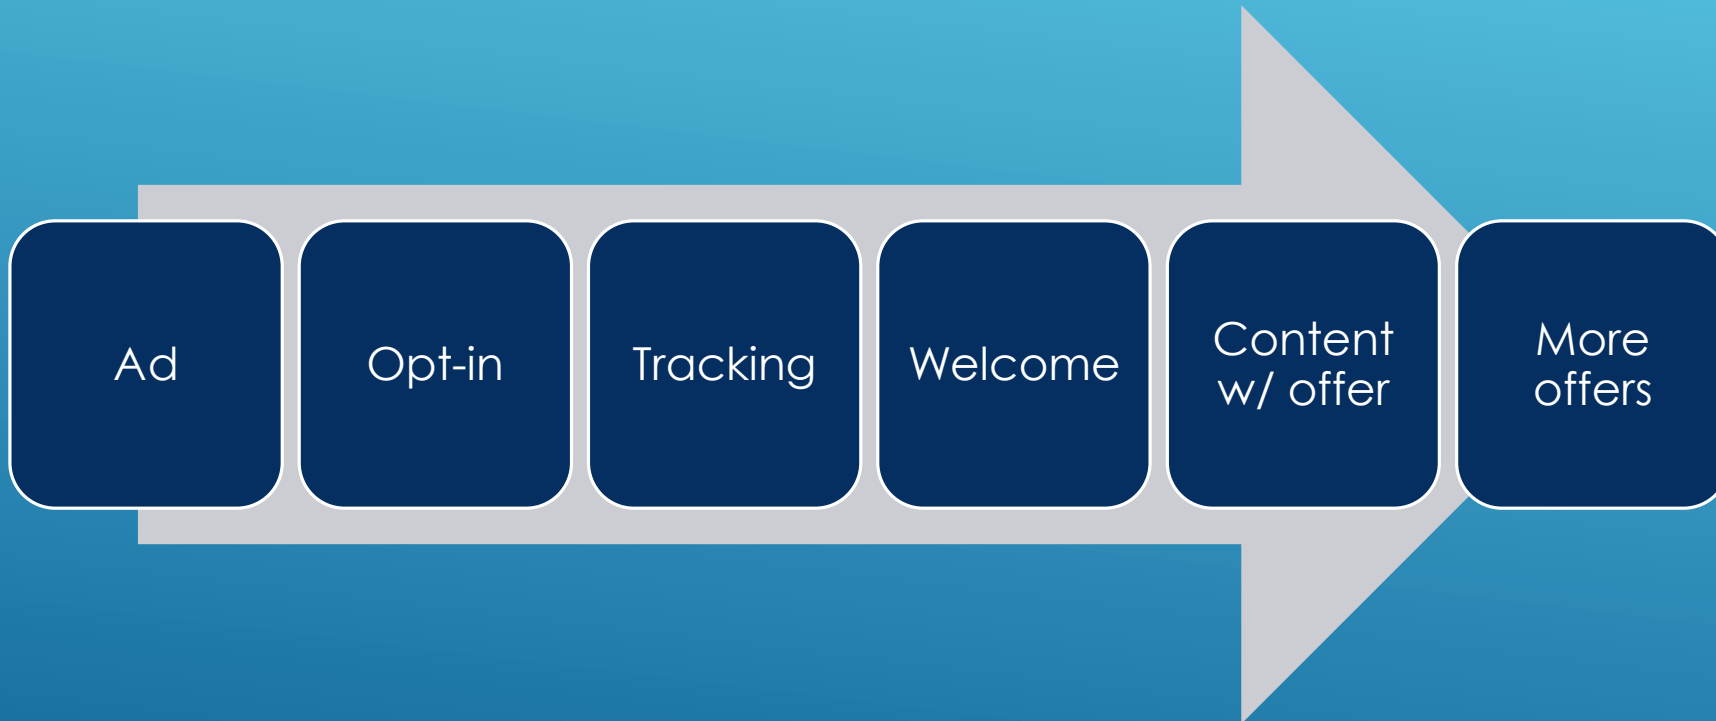 Ad
Opt-in
Tracking
Welcome
Content
w/ offer
More
offers